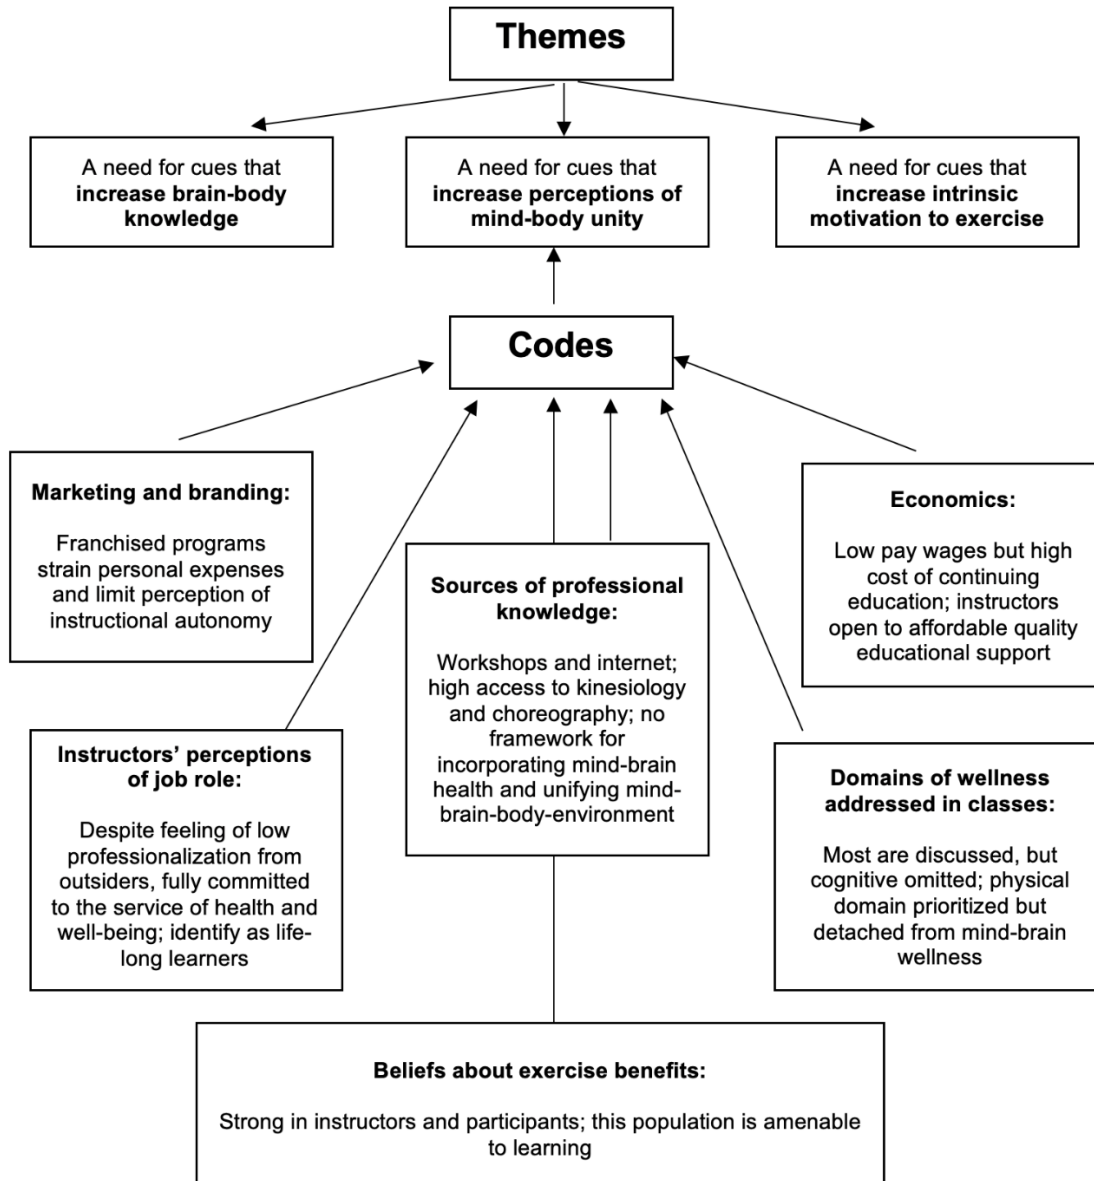 Themes
A need for cues that
increase brain-body
knowledge
A need for cues that
increase perceptions of
mind-body unity
A need for cues that
increase intrinsic
motivation to exercise
Codes
Marketing and branding:
Franchised programs
strain personal expenses
and limit perception of
instructional autonomy
Economics:
Low pay wages but high
cost of continuing
education; instructors
open to affordable quality
educational support
Sources of professional
knowledge:
Workshops and internet;
high access to kinesiology
and choreography; no
framework for
incorporating mind-brain
health and unifying mind-
brain-body-environment
Instructors’ perceptions
of job role:
Despite feeling of low
professionalization from
outsiders, fully committed
to the service of health and
well-being; identify as life-
long learners
Domains of wellness
addressed in classes:
Most are discussed, but
cognitive omitted; physical
domain prioritized but
detached from mind-brain
wellness
Beliefs about exercise benefits:
Strong in instructors and participants; this population is amenable
to learning